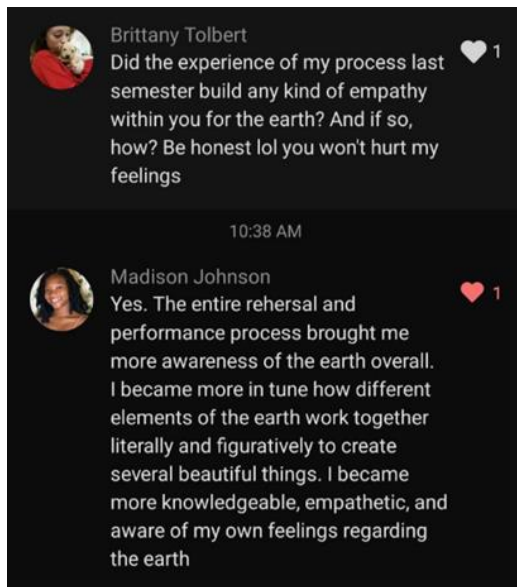 Brittany Tolbert
Did the experience of my process last
semester build any kind of empathy
within you for the earth? And if so,
how? Be honest lol you won't hurt my
feelings
1
10:38 AM
Madison Johnson
Yes. The entire rehersal and
performance process brought me
more awareness of the earth overall.
I became more in tune how different
elements of the earth work together
literally and figuratively to create
several beautiful things. I became
more knowledgeable, empathetic, and
aware of my own feelings regarding
the earth
1